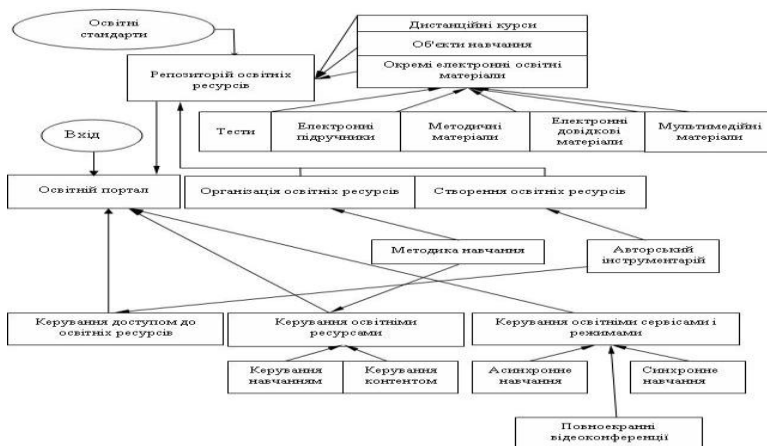 Освітні
стандарти
Дистанційні курси
Об'єкти навчання
Окремі електронні освітні
матеріали
Репозиторій освітніх
ресурсів
Тести
Електронні
підручники
Методичні
матеріали
Електронні
довідкові
матеріали
Мультимедійні
матеріали
Вхід
Освітній портал
Організація освітніх ресурсів
Створення освітніх ресурсів
Методика навчання
Авторський
інструментарій
Керування доступом до
освітніх ресурсів
Керування освітніми
ресурсами
Керування освітніми сервісами і
режимами
Керування
навчанням
Керування
контентом
Асинхронне
навчання
Синхронне
навчання
Повноекранні
відеоконференції